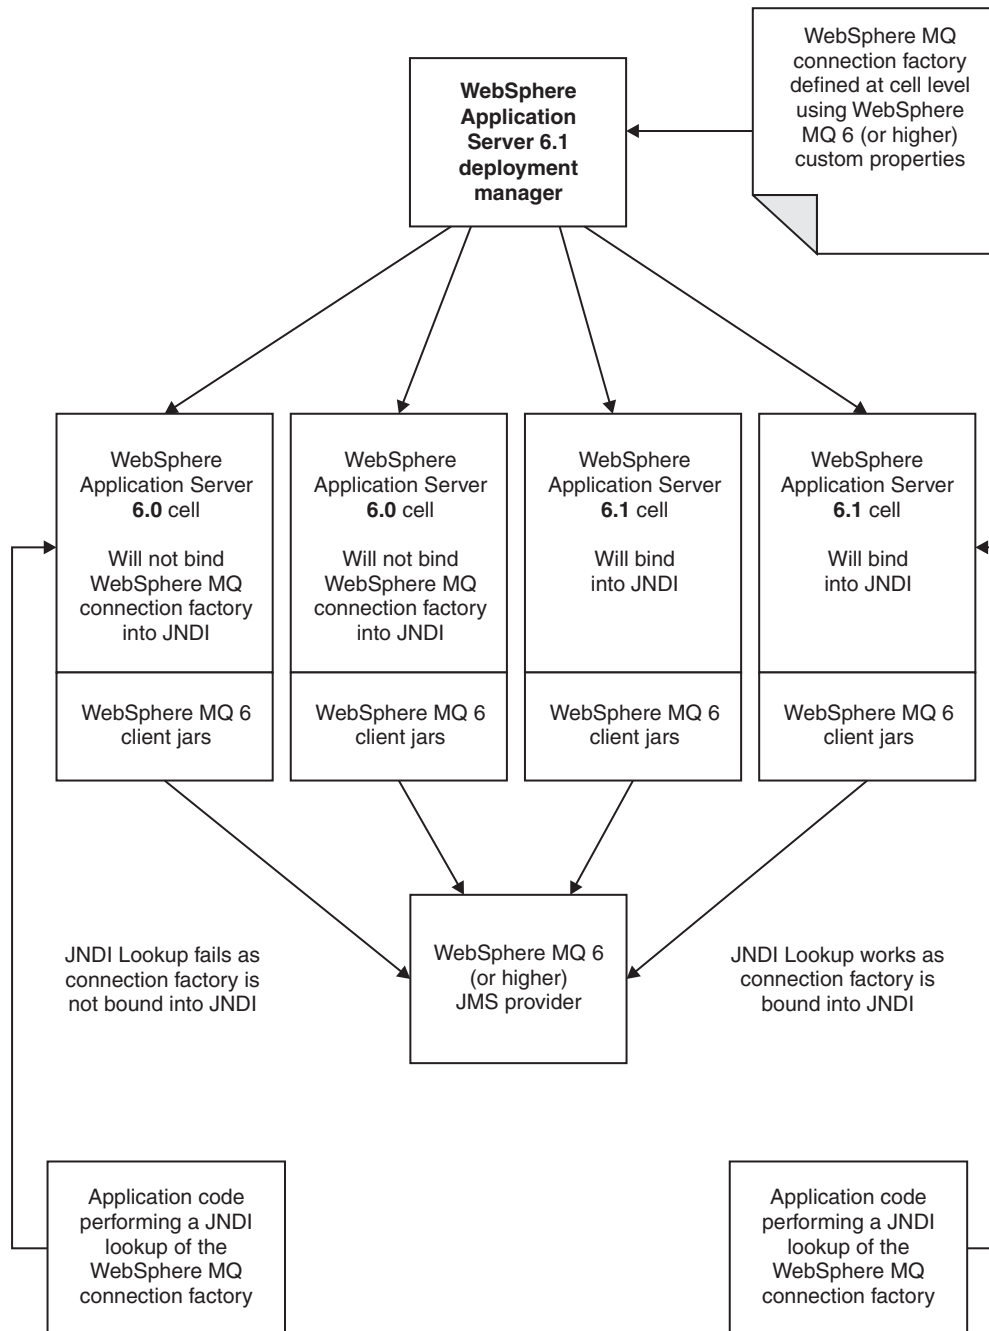 WebSphere MQ
connection factory
defined at cell level
using WebSphere
MQ 6 (or higher)
custom properties
WebSphere
Application
Server 6.1
deployment
manager
WebSphere
Application Server
6.0 cell
Will not bind
WebSphere MQ
connection factory
into JNDI
WebSphere MQ 6
client jars
WebSphere
Application Server
6.0 cell
Will not bind
WebSphere MQ
connection factory
into JNDI
WebSphere MQ 6
client jars
WebSphere
Application Server
6.1 cell
Will bind
into JNDI
WebSphere MQ 6
client jars
WebSphere
Application Server
6.1 cell
Will bind
into JNDI
WebSphere MQ 6
client jars
JNDI Lookup fails as
connection factory is
not bound into JNDI
WebSphere MQ 6
(or higher)
JMS provider
JNDI Lookup works as
connection factory is
bound into JNDI
Application code
performing a JNDI
lookup of the
WebSphere MQ
connection factory
Application code
performing a JNDI
lookup of the
WebSphere MQ
connection factory